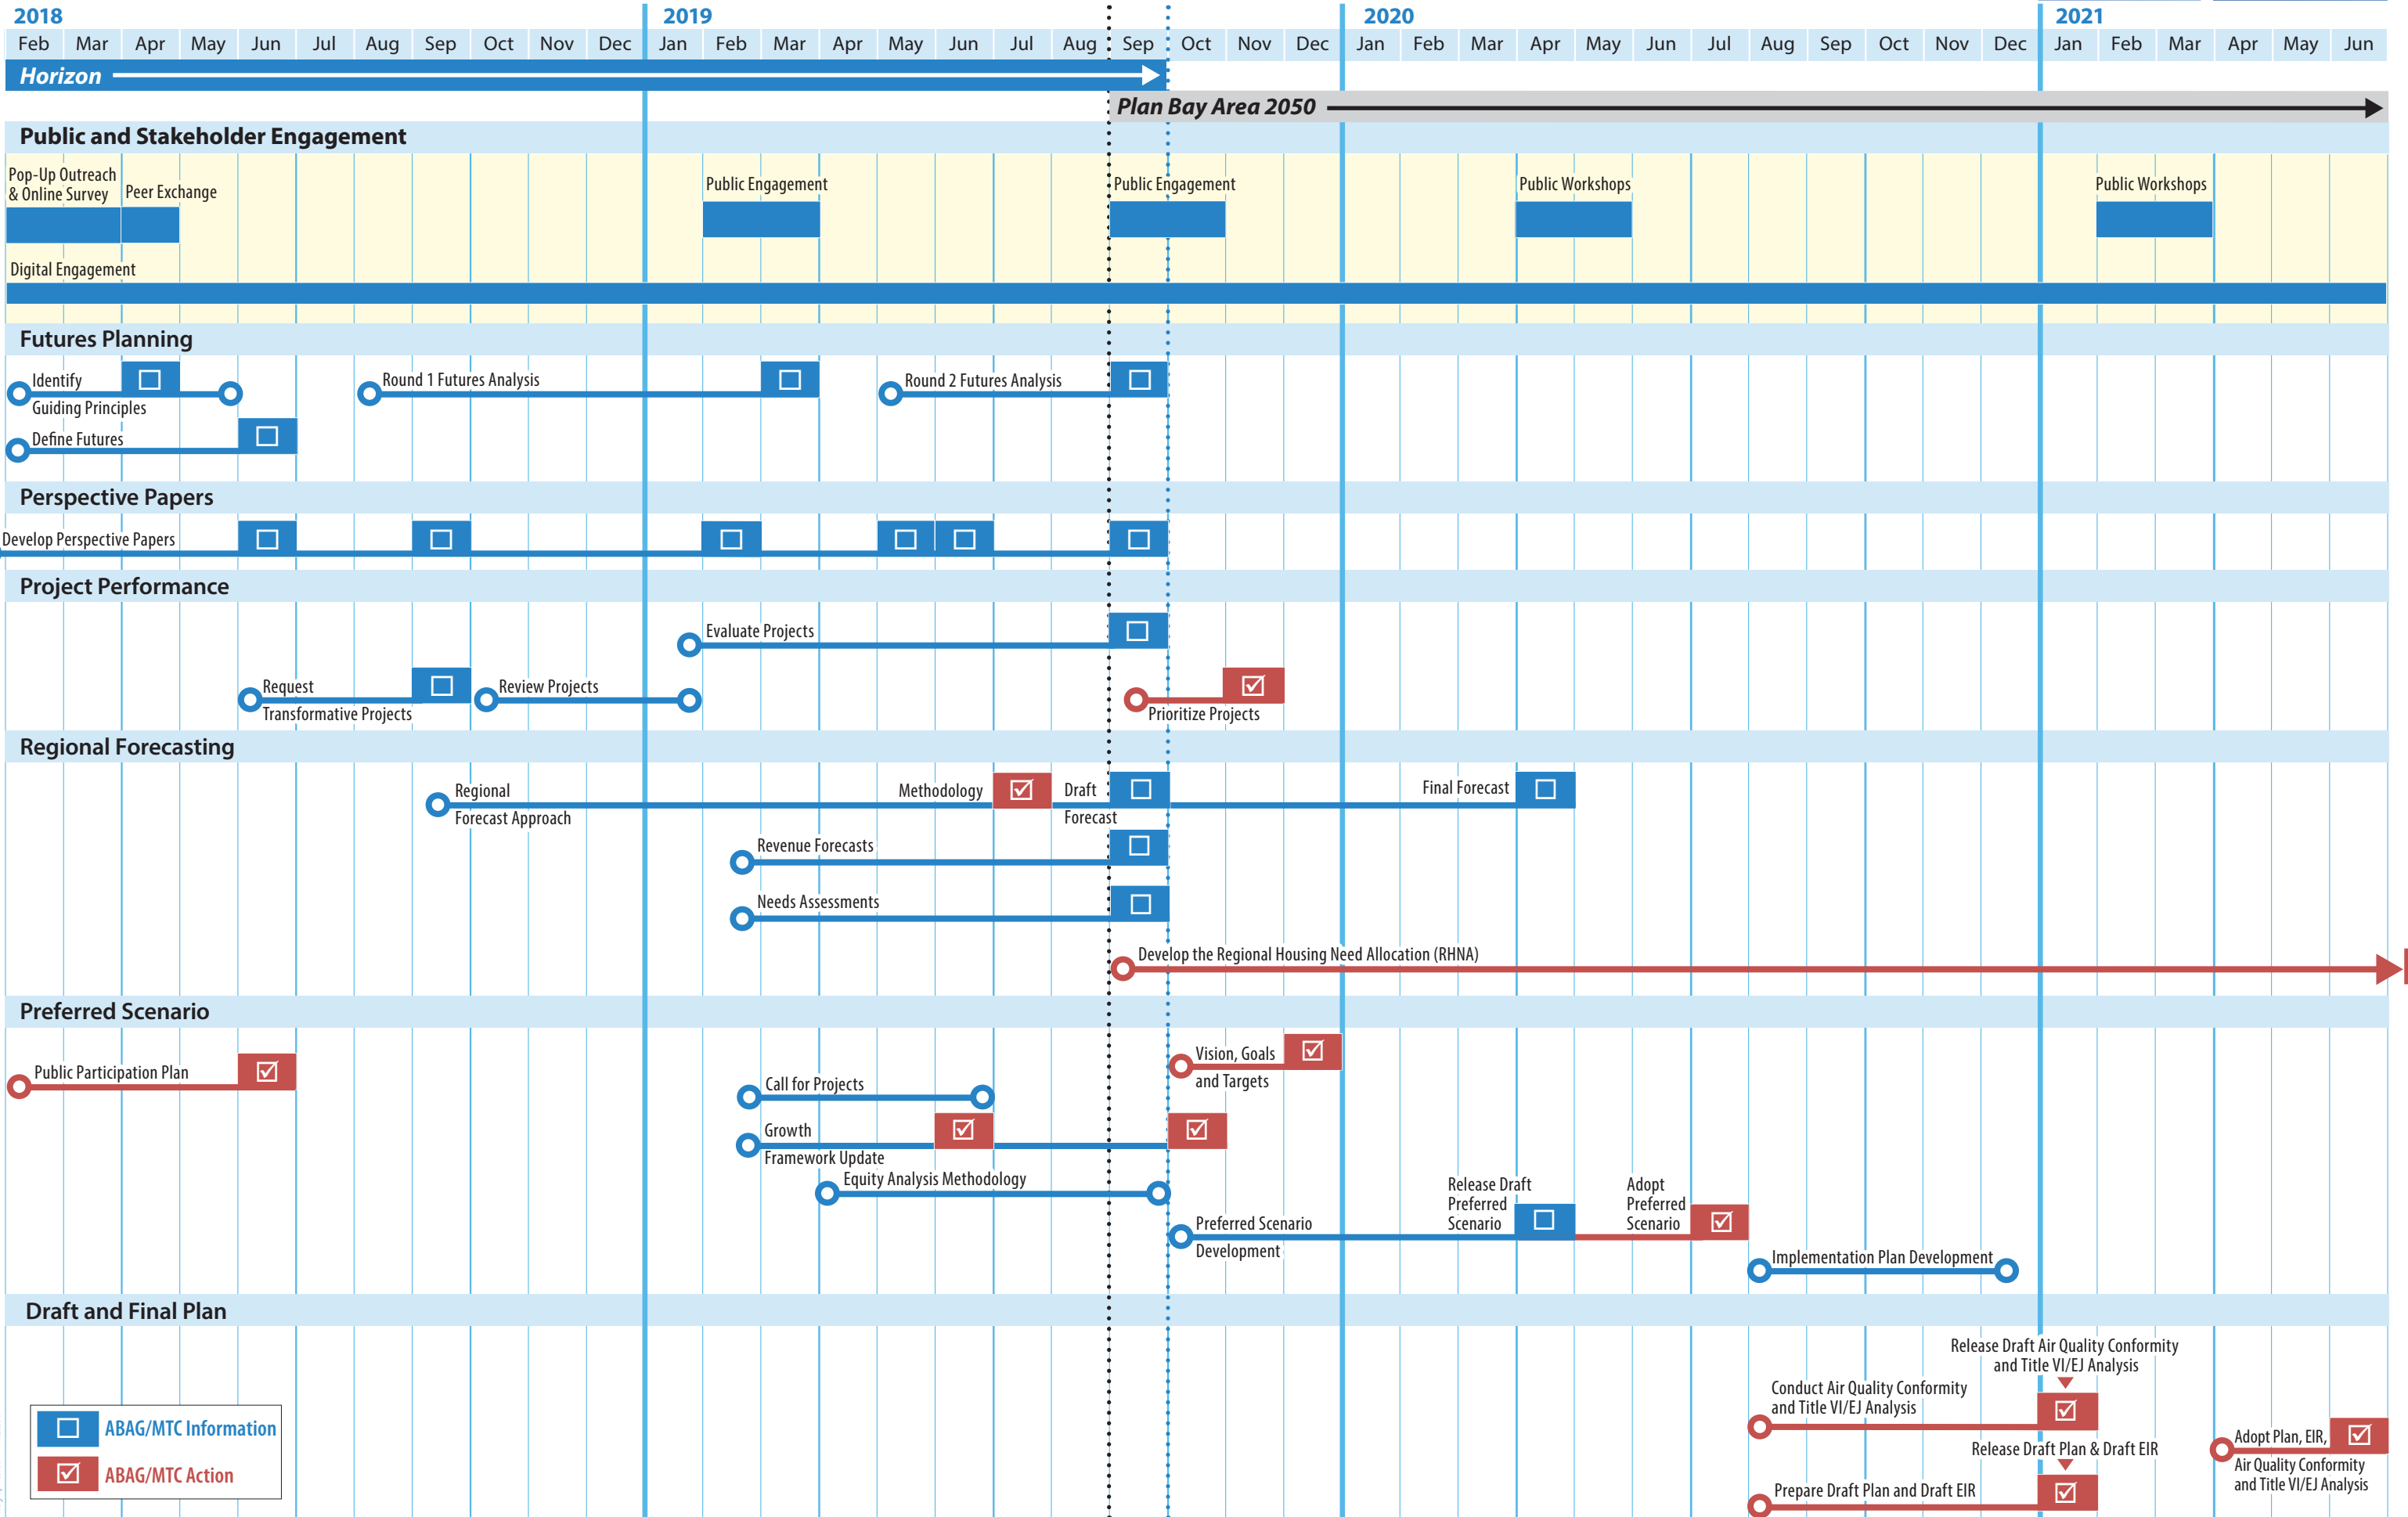 2018 2019 2020 2021
Feb Mar Apr May Jun Jul Aug Sep Oct Nov Dec Jan Feb Mar Apr May Jun Jul Aug Sep Oct Nov Dec Jan Feb Mar Apr May Jun Jul Aug Sep Oct Nov Dec Jan Feb Mar Apr May Jun
Horizon
Plan Bay Area 2050
Public and Stakeholder Engagement
Pop-Up Outreach
& Online Survey
Peer Exchange
Public Engagement
Public Engagement
Public Workshops
Public Workshops
Digital Engagement
Futures Planning
Identify
Guiding Principles
Round 1 Futures Analysis
Round 2 Futures Analysis
Define Futures
Perspective Papers
Develop Perspective Papers
Project Performance
Evaluate Projects
Request
Transformative Projects
Review Projects
Prioritize Projects
Regional Forecasting
Regional
Forecast Approach
Methodology
Draft
Forecast
Final Forecast
Revenue Forecasts
Needs Assessments
Develop the Regional Housing Need Allocation (RHNA)
Preferred Scenario
Public Participation Plan
Vision, Goals
and Targets
Call for Projects
Growth
Framework Update
Equity Analysis Methodology
Preferred Scenario
Development
Release Draft
Preferred
Scenario
Adopt
Preferred
Scenario
Implementation Plan Development
Draft and Final Plan
Release Draft Air Quality Conformity
and Title VI/EJ Analysis
Conduct Air Quality Conformity
and Title VI/EJ Analysis
Release Draft Plan & Draft EIR
Prepare Draft Plan and Draft EIR
Adopt Plan, EIR,
Air Quality Conformity
and Title VI/EJ Analysis
ABAG/MTC Information
ABAG/MTC Action